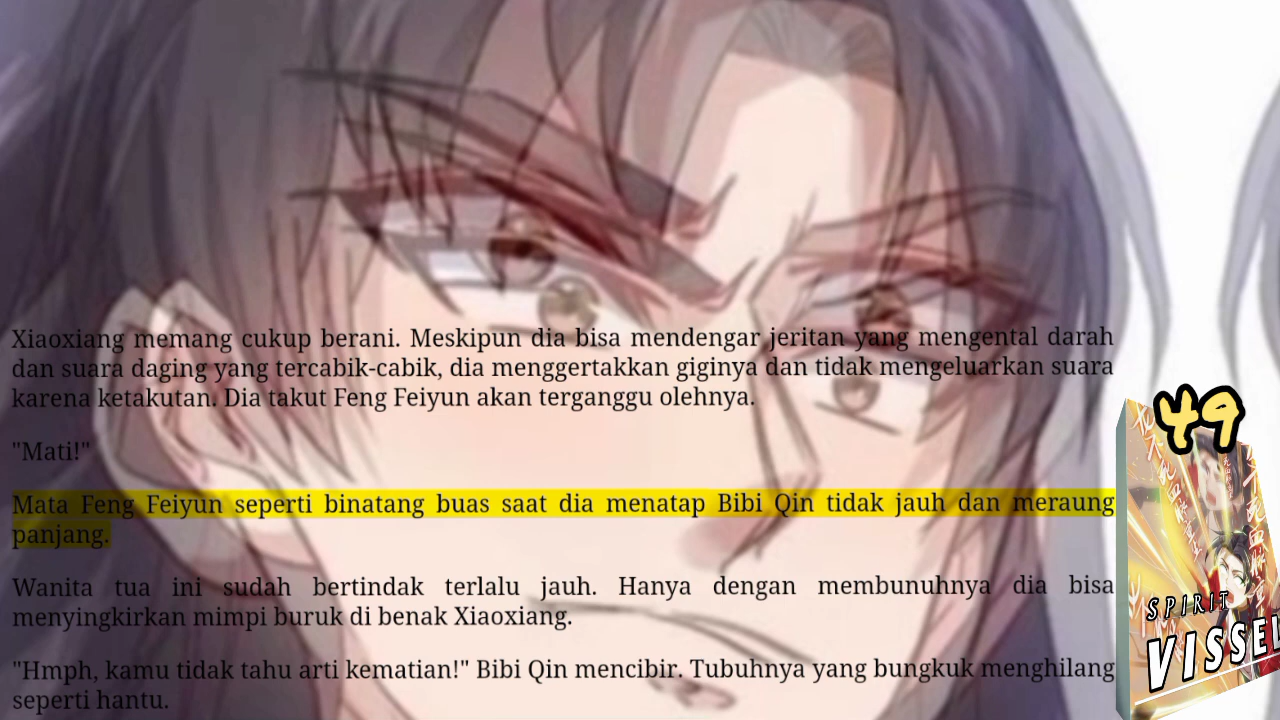 Xiaoxiang memang cukup berani. Meskipun dia bisa mendengar jeritan yang mengental darah
dan suara daging yang tercabik-cabik, dia menggertakkan giginya dan tidak mengeluarkan suara
karena ketakutan. Dia takut Feng Feiyun akan terganggu olehnya.
"Mati!"
Mata Feng Feiyun seperti binatang buas saat dia menatap Bibi Qin tidak jauh dan meraung
panjang.
Wanita tua ini sudah bertindak terlalu jauh. Hanya dengan membunuhnya dia bisa
menyingkirkan mimpi buruk di benak Xiaoxiang.
"Hmph, kamu tidak tahu arti kematian!" Bibi Qin mencibir. Tubuhnya yang bungkuk menghilang
seperti hantu.
49
SPIRIT
VISSEL